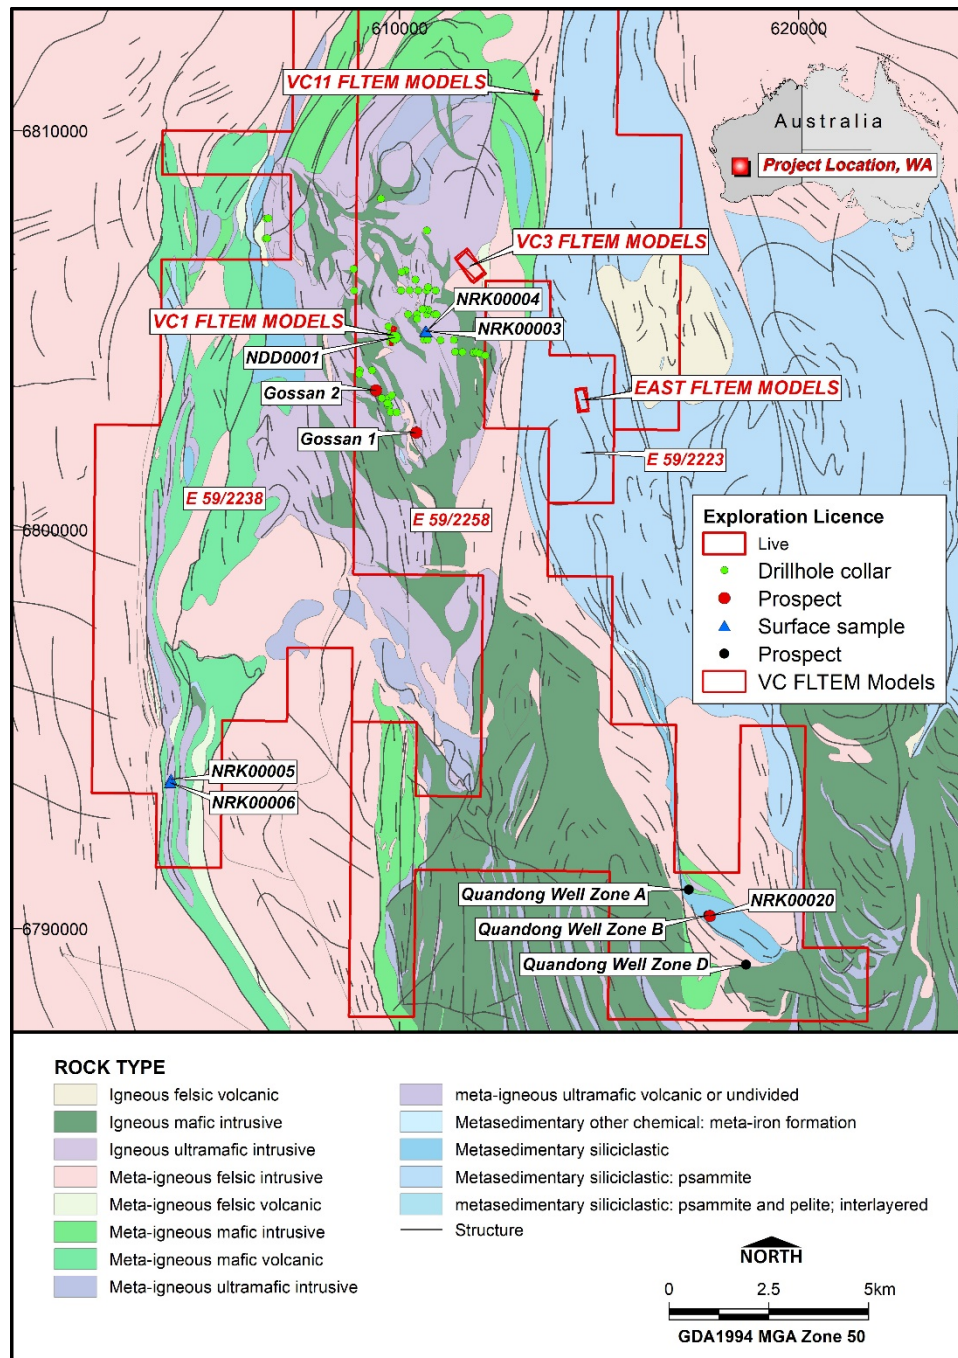 610000
620000
VC11 FLTEM MODELS
6810000
Australia
Project Location, WA
VC3 FLTEM MODELS
NRK00004
VC1 FLTEM MODELS
NRK00003
NDD0001
Gossan 2
EAST FLTEM MODELS
Gossan 1
E 59/2223
E 59/2238
E 59/2258
6800000
Exploration Licence
Live
Drillhole collar
Prospect
Surface sample
Prospect
VC FLTEM Models
NRK00005
NRK00006
Quandong Well Zone A
NRK00020
Quandong Well Zone B
6790000
Quandong Well Zone D
ROCK TYPE
Igneous felsic volcanic
Igneous mafic intrusive
Igneous ultramafic intrusive
Meta-igneous felsic intrusive
Meta-igneous felsic volcanic
Meta-igneous mafic intrusive
Meta-igneous mafic volcanic
Meta-igneous ultramafic intrusive
meta-igneous ultramafic volcanic or undivided
Metasedimentary other chemical: meta-iron formation
Metasedimentary siliciclastic
Metasedimentary siliciclastic: psammite
metasedimentary siliciclastic: psammite and pelite; interlayered
Structure
NORTH
0 2.5 5km
GDA1994 MGA Zone 50